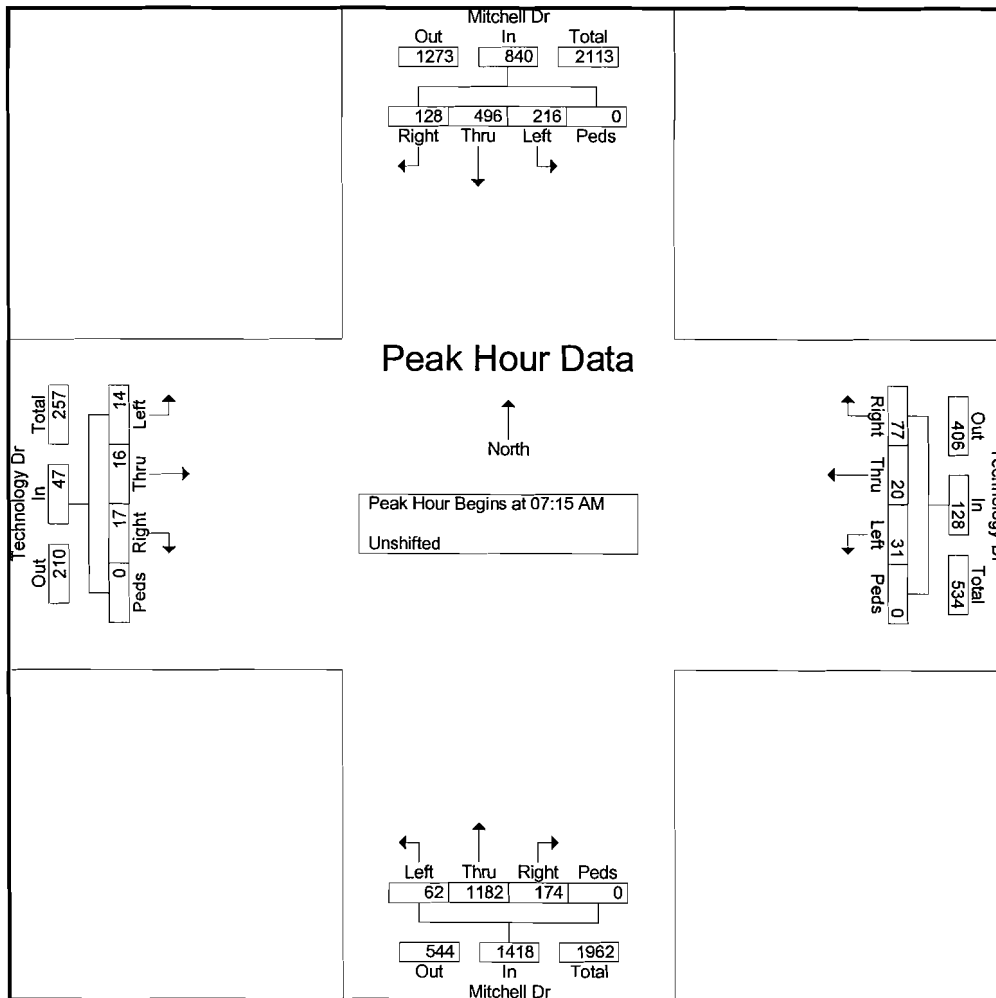 Mitchell Dr
Out In Total
1273 840 2113
128 496 216 0
Right Thru Left Peds
Peak Hour Data
North
Peak Hour Begins at 07:15 AM
Unshifted
Technology Dr
Total In Out
257 47 210
14 16 17 0
Left Thru Right Peds
Right Thru Left Peds
77 20 31 0
406 128 534
Out In Total
Technology Dr
Left Thru Right Peds
62 1182 174 0
544 1418 1962
Out In Total
Mitchell Dr